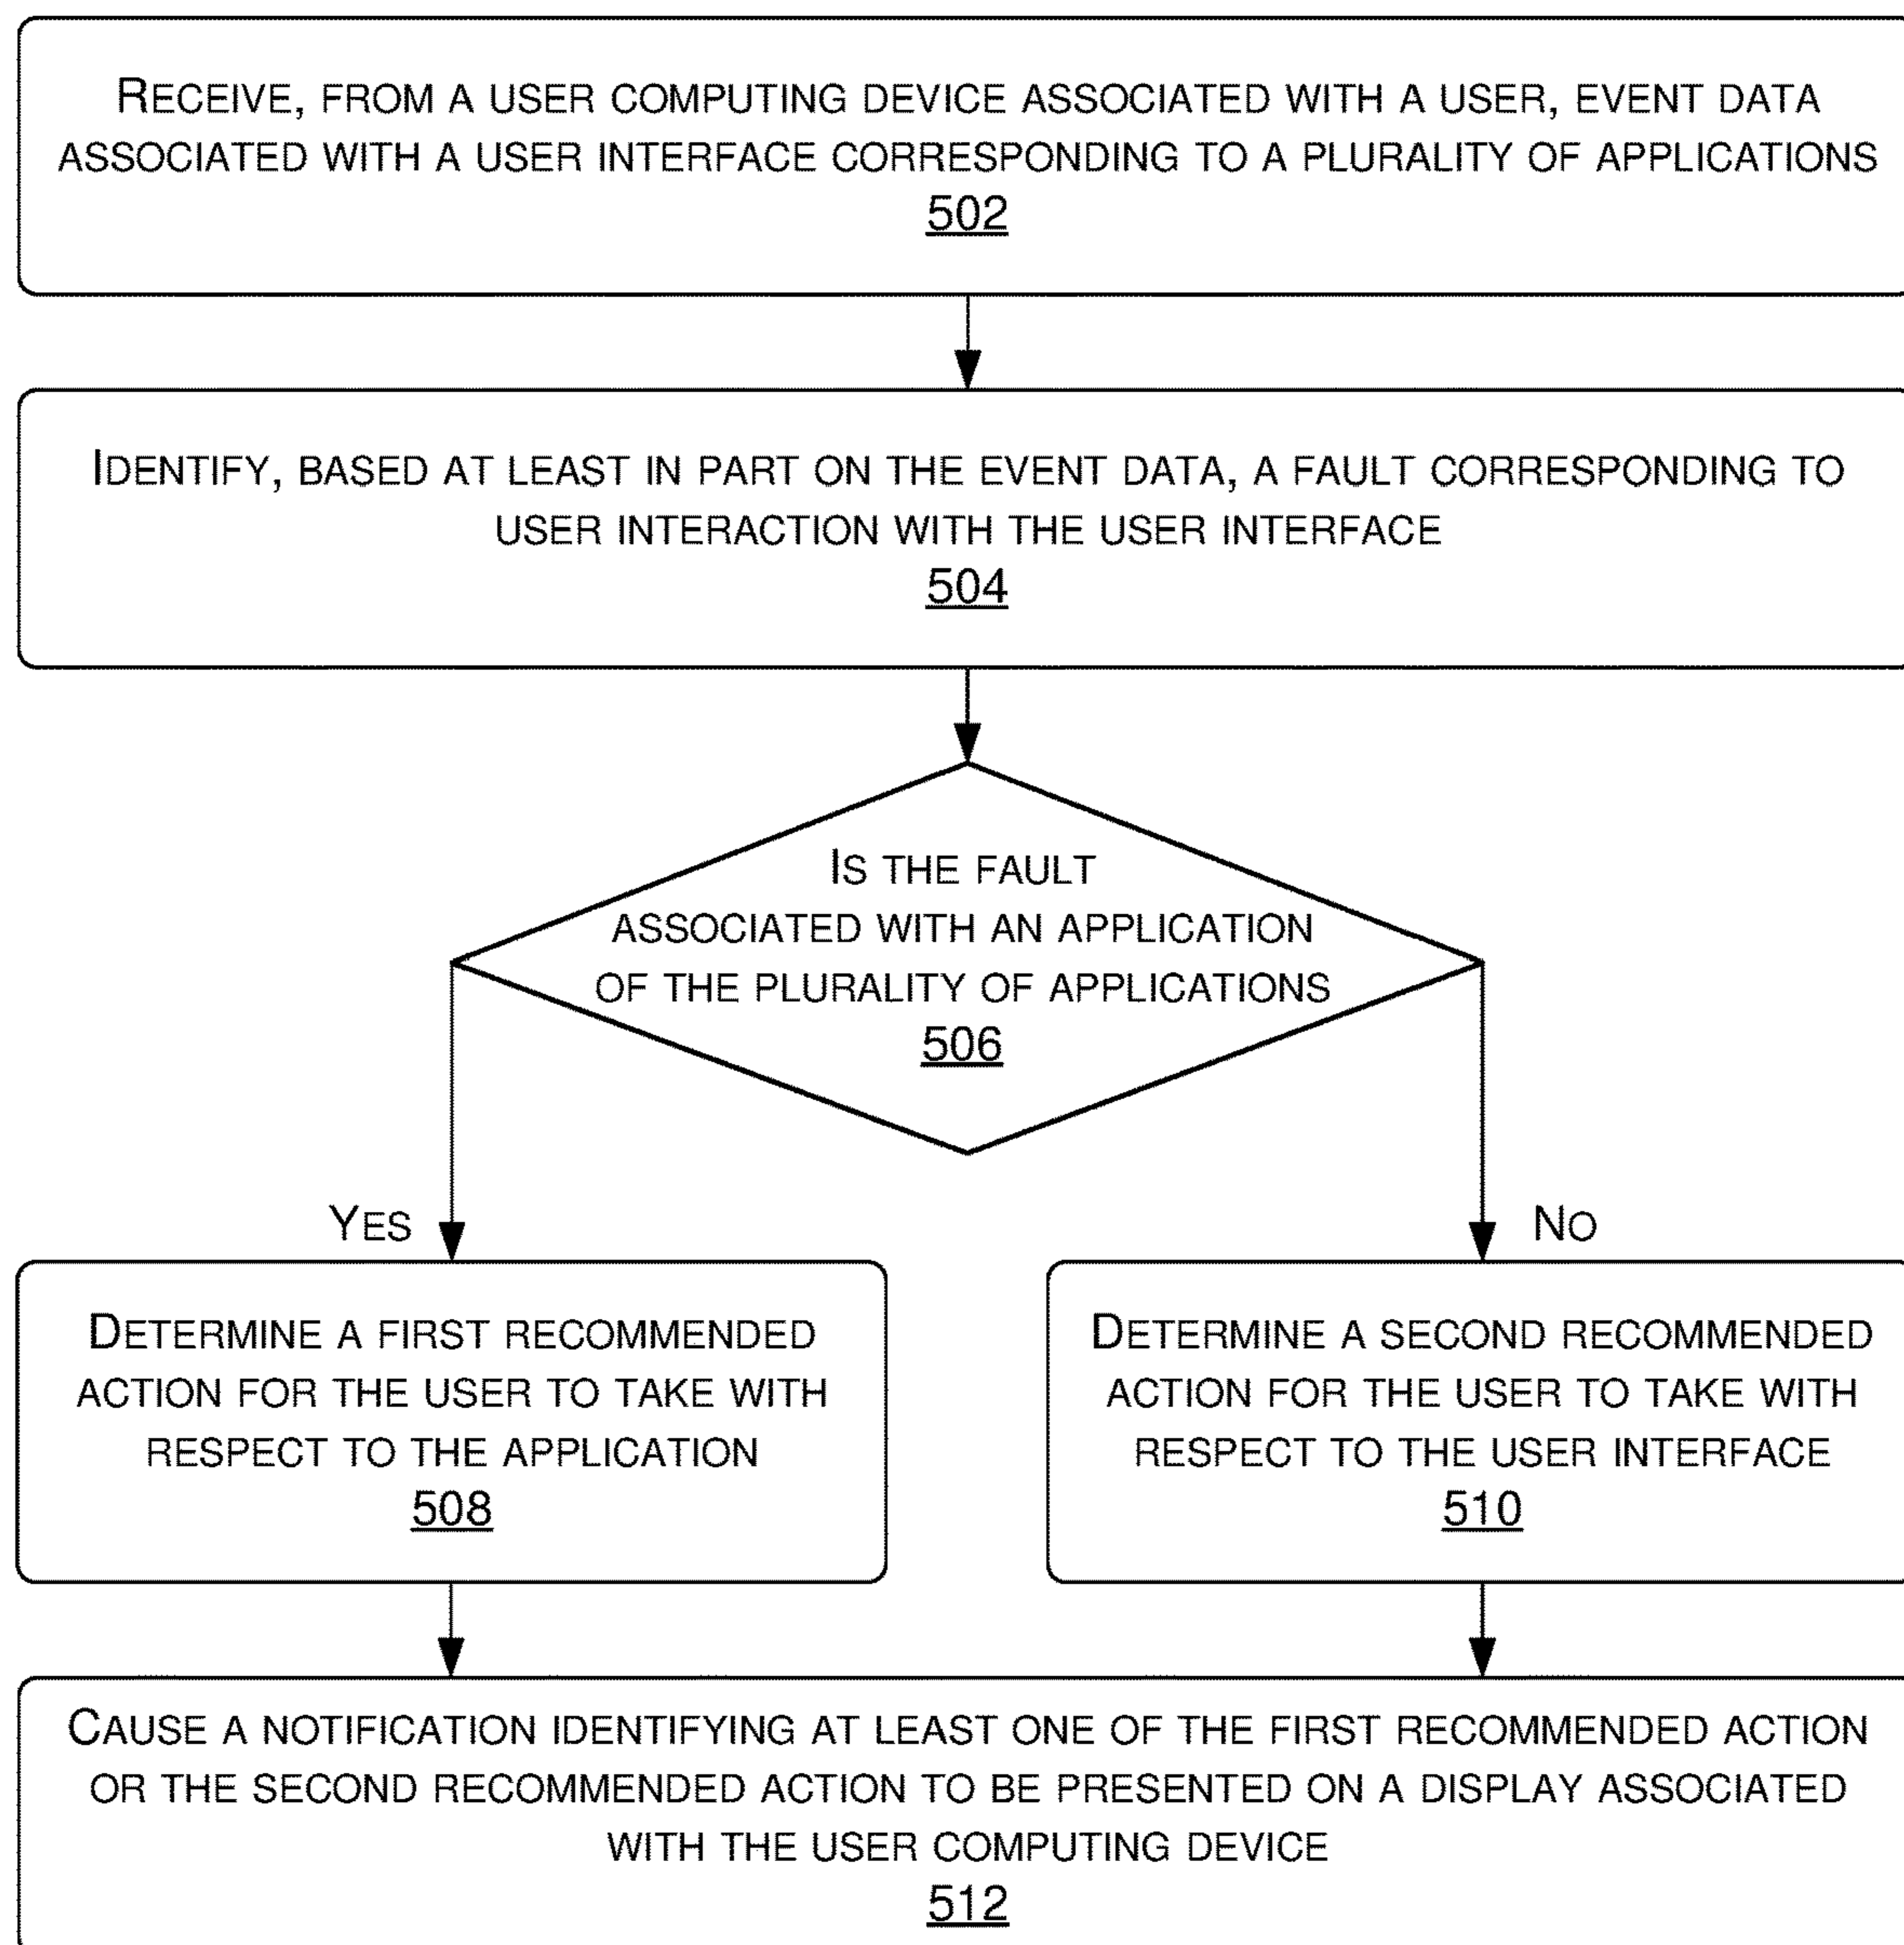 Receive, from a user computing device associated with a user, event data
associated with a user interface corresponding to a plurality of applications
502
Identify, based at least in part on the event data, a fault corresponding to
user interaction with the user interface
504
Is the fault
associated with an application
of the plurality of applications
506
Yes
No
Determine a first recommended
action for the user to take with
respect to the application
508
Determine a second recommended
action for the user to take with
respect to the user interface
510
Cause a notification identifying at least one of the first recommended action
or the second recommended action to be presented on a display associated
with the user computing device
512